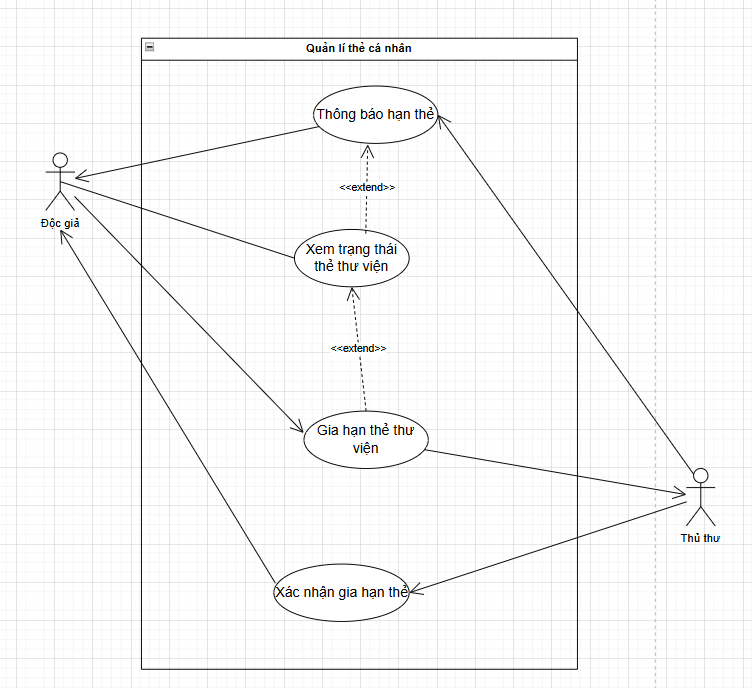 Quản lí thẻ cá nhân
Thông báo hạn thẻ
<<extend>>
Độc giả
Xem trạng thái
thẻ thư viện
<<extend>>
Gia hạn thẻ thư
viện
Thủ thư
Xác nhận gia hạn thẻ